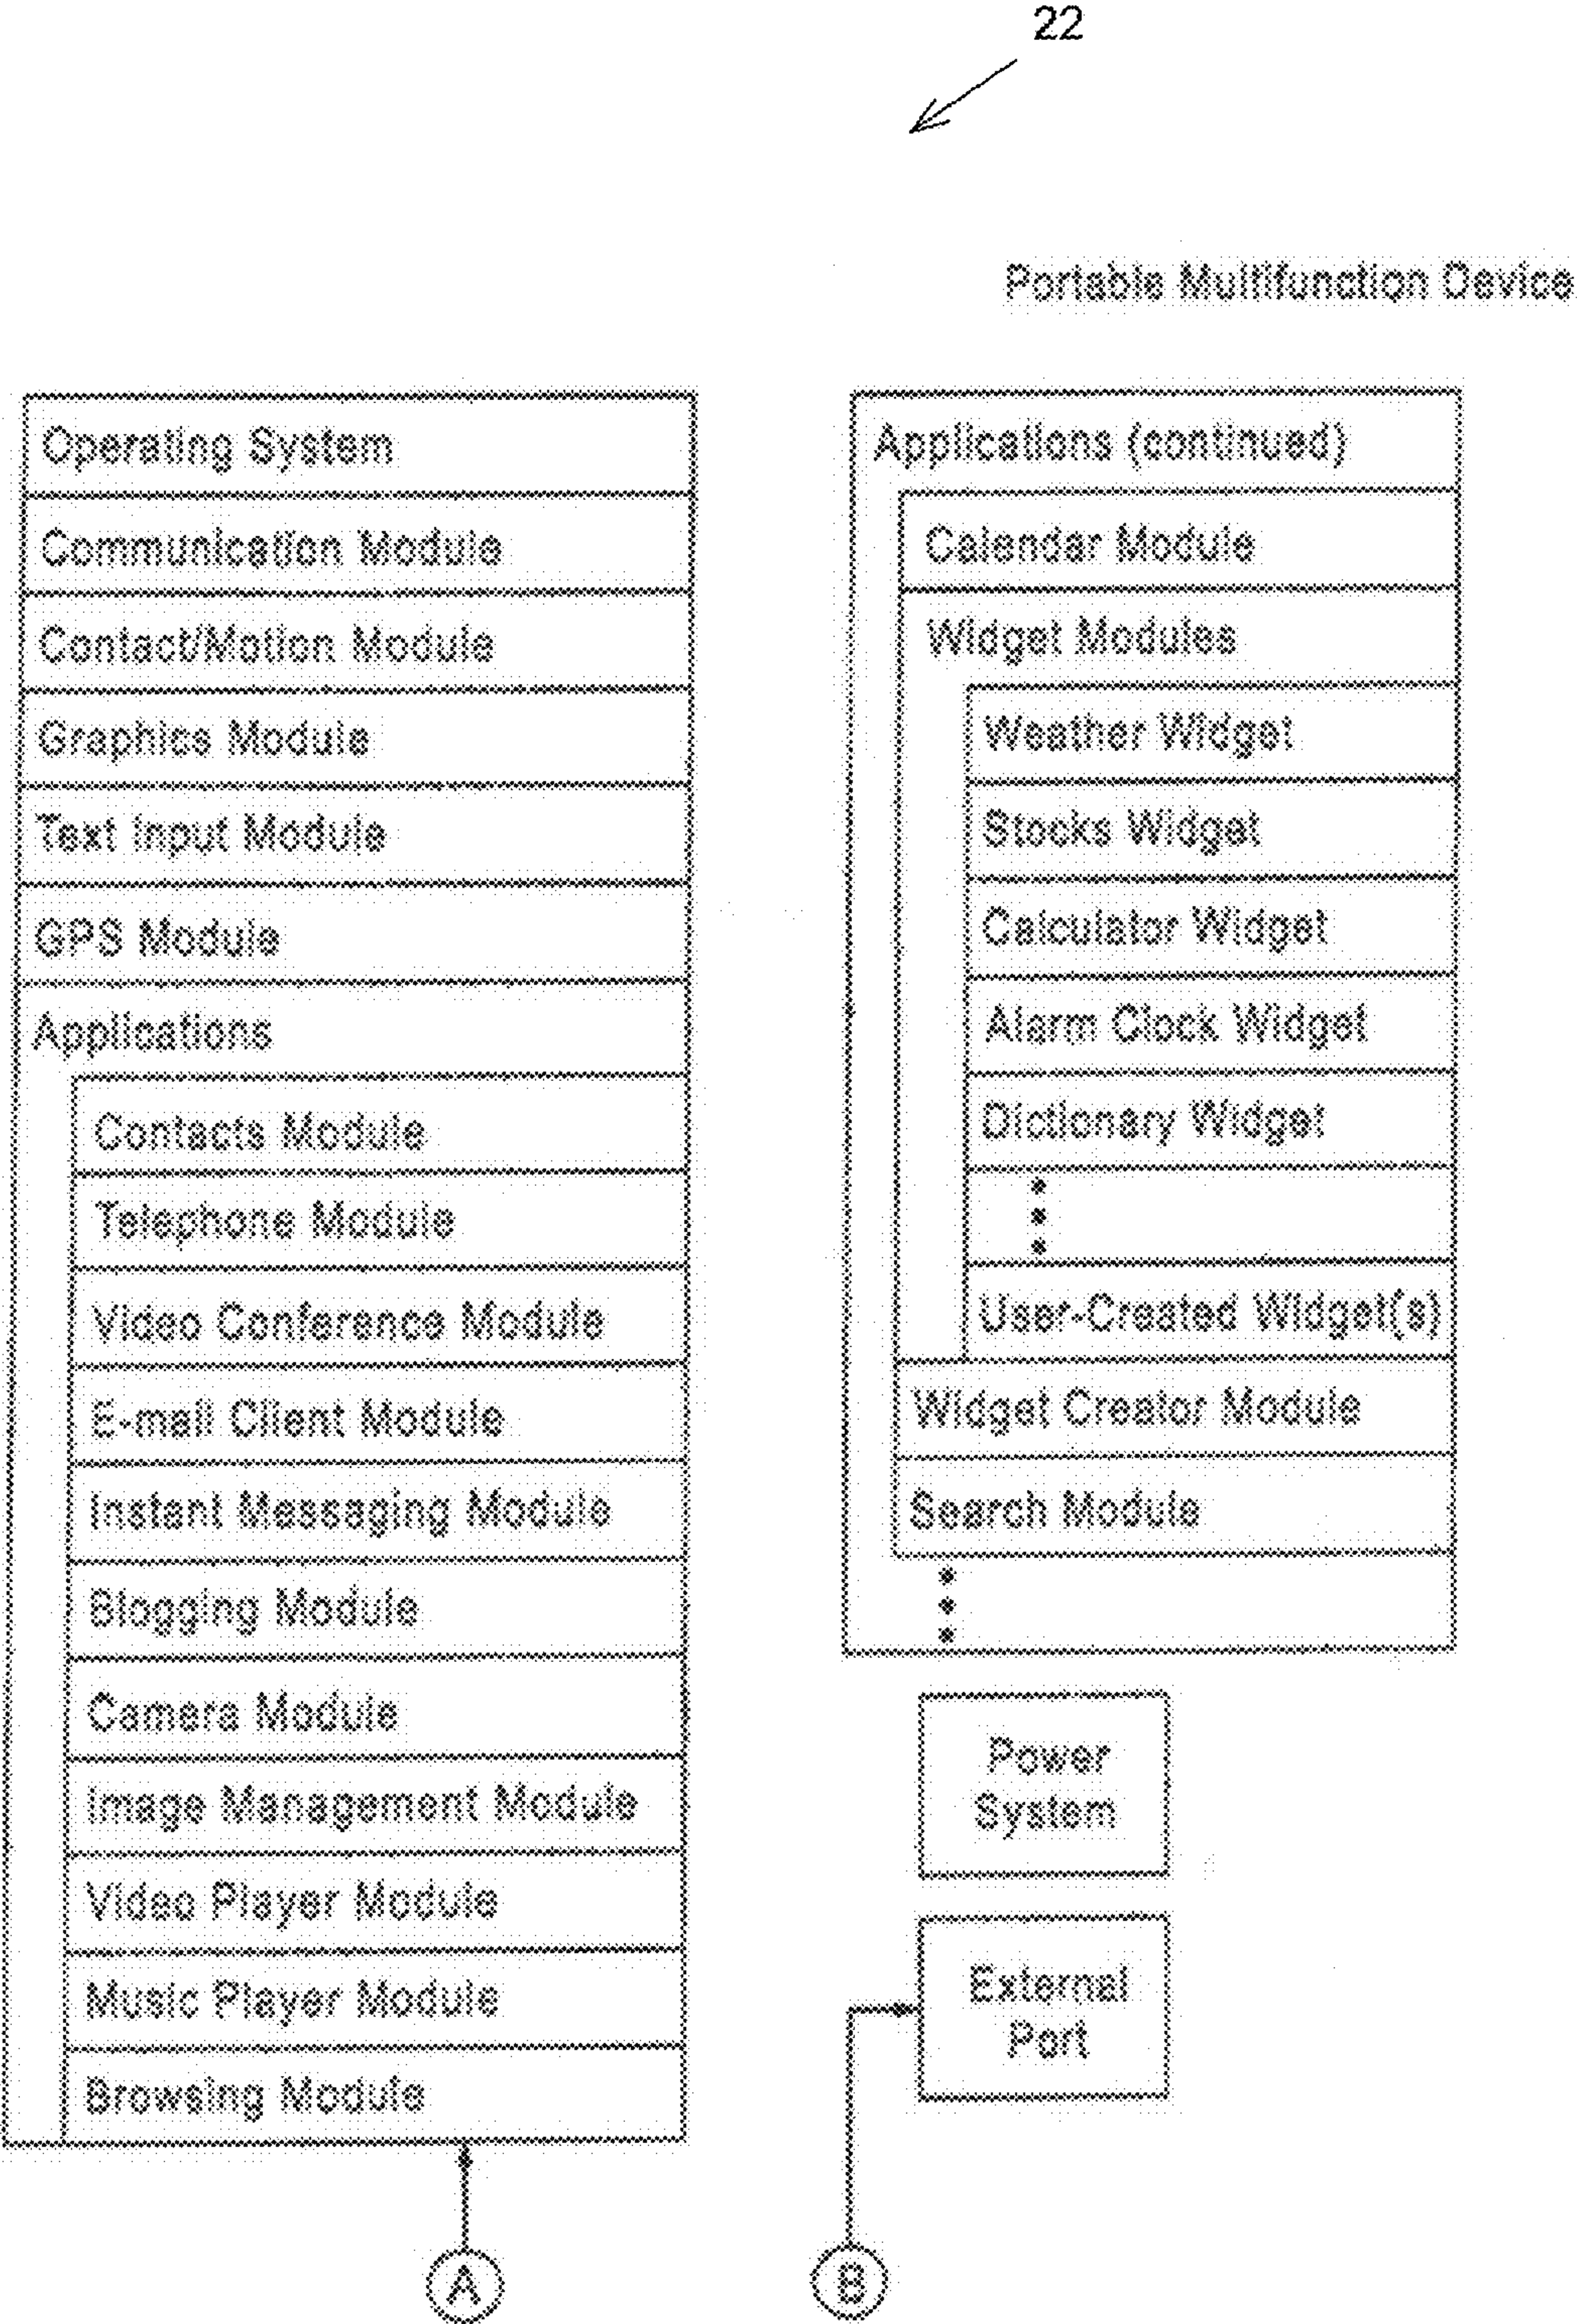 22
Portable Multifunction Device
Operating System
Communication Module
Contact/Motion Module
Graphics Module
Text Input Module
GPS Module
Applications
Contacts Module
Telephone Module
Video Conference Module
E-mail Client Module
Instant Messaging Module
Blogging Module
Camera Module
Image Management Module
Video Player Module
Music Player Module
Browsing Module
A
Applications (continued)
Calendar Module
Widget Modules
Weather Widget
Stocks Widget
Calculator Widget
Alarm Clock Widget
Dictionary Widget
User-Created Widget(s)
Widget Creator Module
Search Module
Power
System
External
Port
B